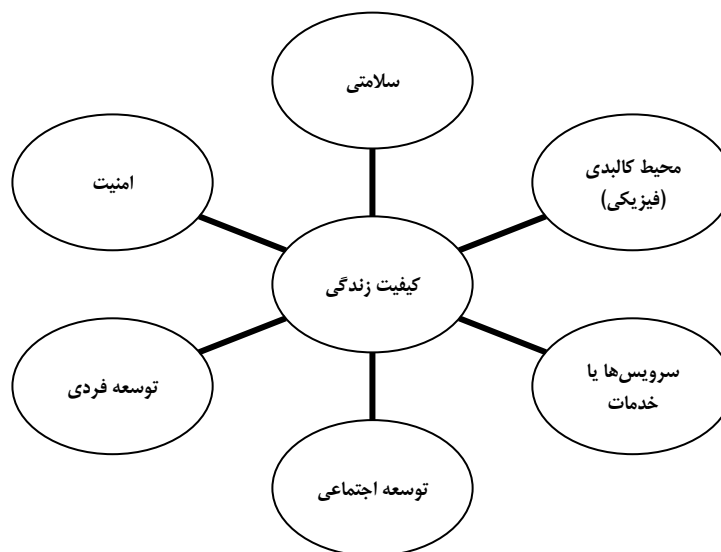 سلامتی
محیط کالبدی
(فیزیکی)
امنیت
کیفیت زندگی
سرویس‌ها یا
خدمات
توسعه فردی
توسعه اجتماعی